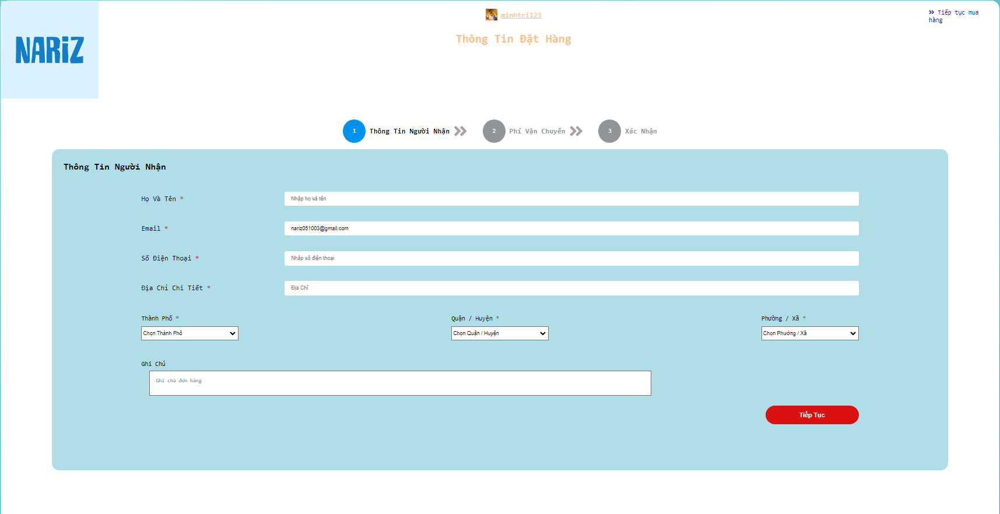 NARIZ
minhtri123
Tiếp tục mua
hàng
Thông Tin Đặt Hàng
1 Thông Tin Người Nhận 2 Phí Vận Chuyển 3 Xác Nhận
Thông Tin Người Nhận
Họ Và Tên * Nhập họ và tên
Email * nariz051003@gmail.com
Số Điện Thoại * Nhập số điện thoại
Địa Chỉ Chi Tiết * Địa Chỉ
Thành Phố * Quận / Huyện * Phường / Xã *
Chọn Thành Phố Chọn Quận / Huyện Chọn Phường / Xã
Ghi Chú
Ghi chú đơn hàng
Tiếp Tục